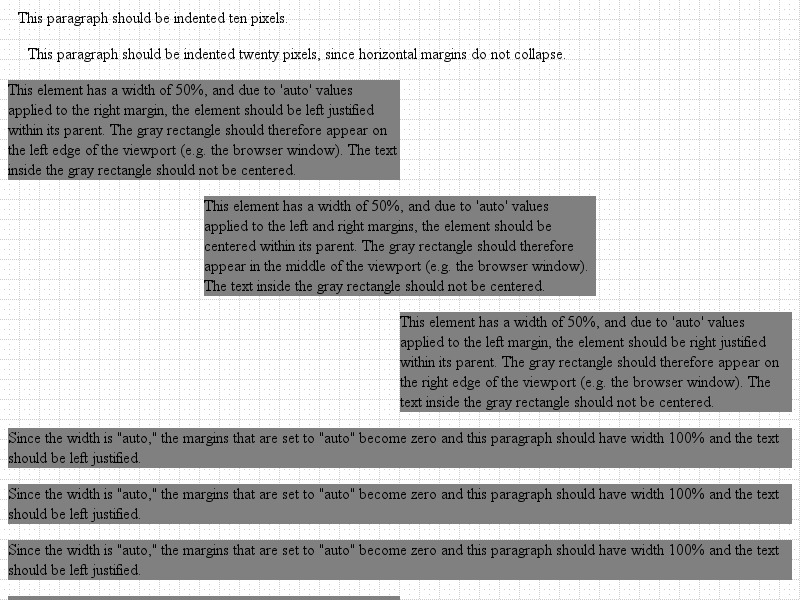 This paragraph should be indented ten pixels.
This paragraph should be indented twenty pixels, since horizontal margins do not collapse.
This element has a width of 50%, and due to 'auto' values
applied to the right margin, the element should be left justified
within its parent. The gray rectangle should therefore appear on
the left edge of the viewport (e.g. the browser window). The text
inside the gray rectangle should not be centered.
This element has a width of 50%, and due to 'auto' values
applied to the left and right margins, the element should be
centered within its parent. The gray rectangle should therefore
appear in the middle of the viewport (e.g. the browser window).
The text inside the gray rectangle should not be centered.
This element has a width of 50%, and due to 'auto' values
applied to the left margin, the element should be right justified
within its parent. The gray rectangle should therefore appear on
the right edge of the viewport (e.g. the browser window). The
text inside the gray rectangle should not be centered.
Since the width is "auto," the margins that are set to "auto" become zero and this paragraph should have width 100% and the text
should be left justified.
Since the width is "auto," the margins that are set to "auto" become zero and this paragraph should have width 100% and the text
should be left justified.
Since the width is "auto," the margins that are set to "auto" become zero and this paragraph should have width 100% and the text
should be left justified.